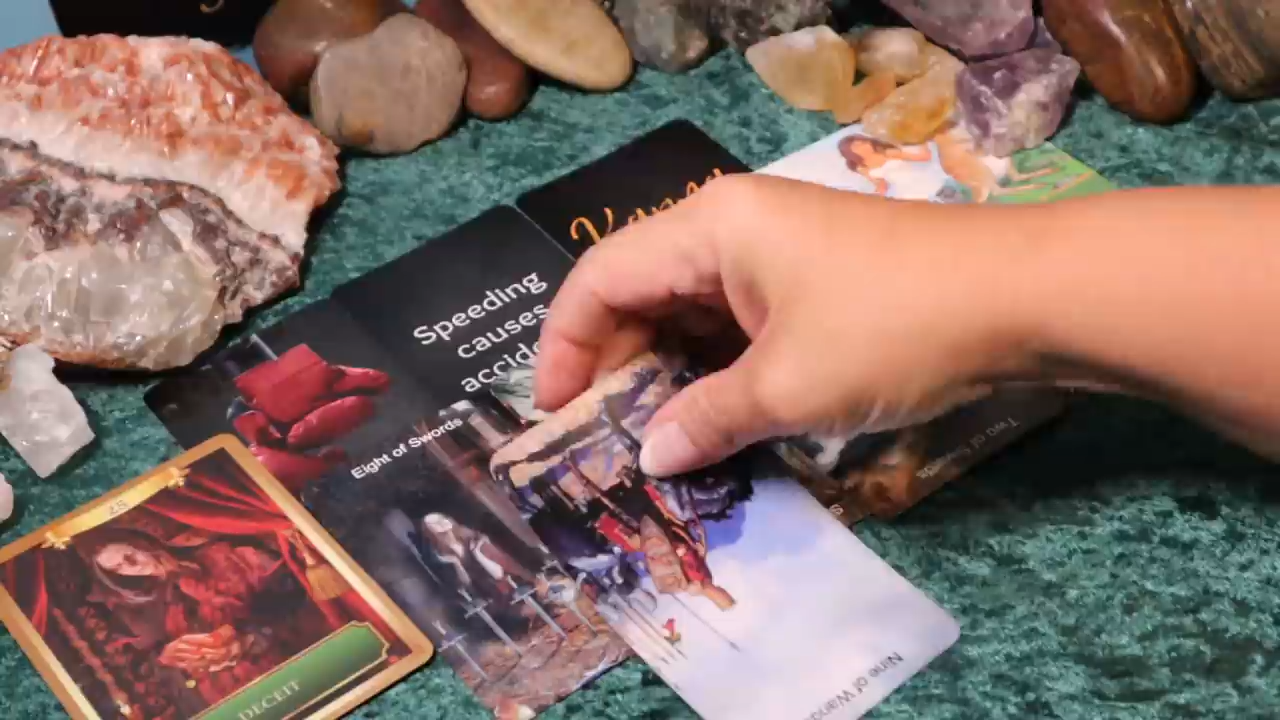 Speeding
causes
Eight of Swords
Two of Swords
Nine of Wands
DECEIT